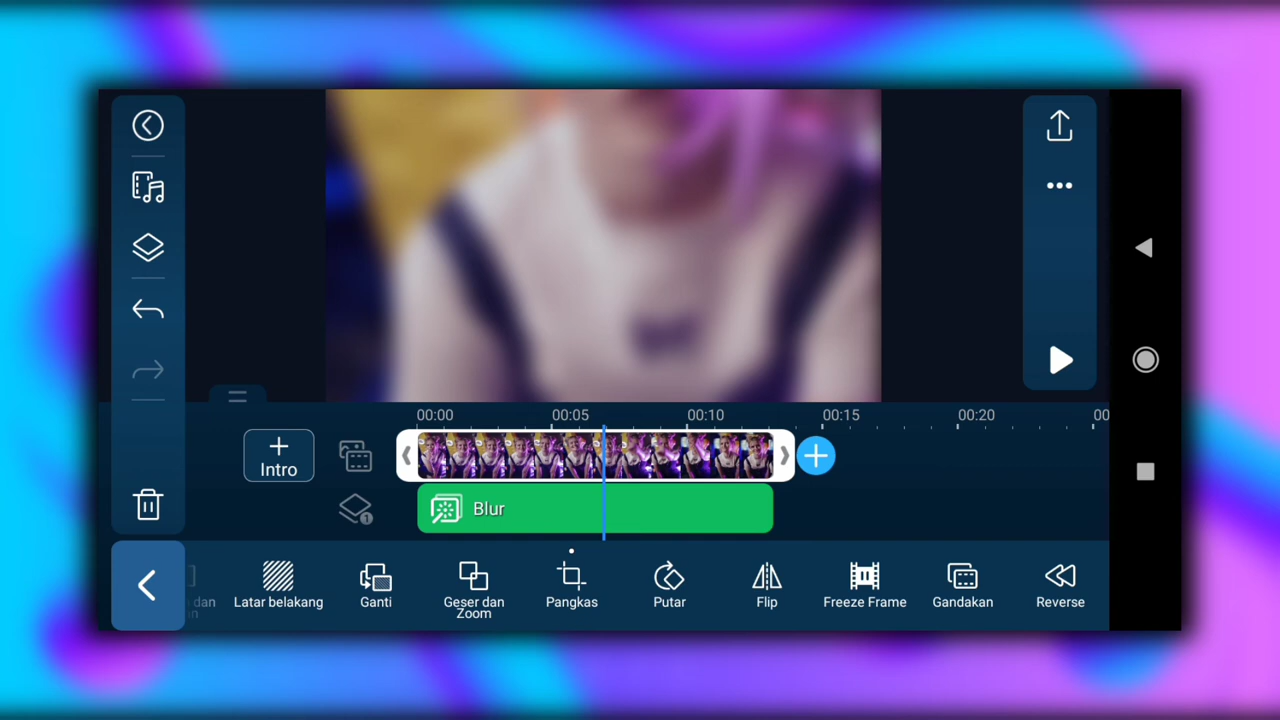 00:00 00:05 00:10 00:15 00:20 00
Intro
1
Blur
Latar belakang
Ganti
Geser dan
Zoom
Pangkas
Putar
Flip
Freeze Frame
Gandakan
Reverse